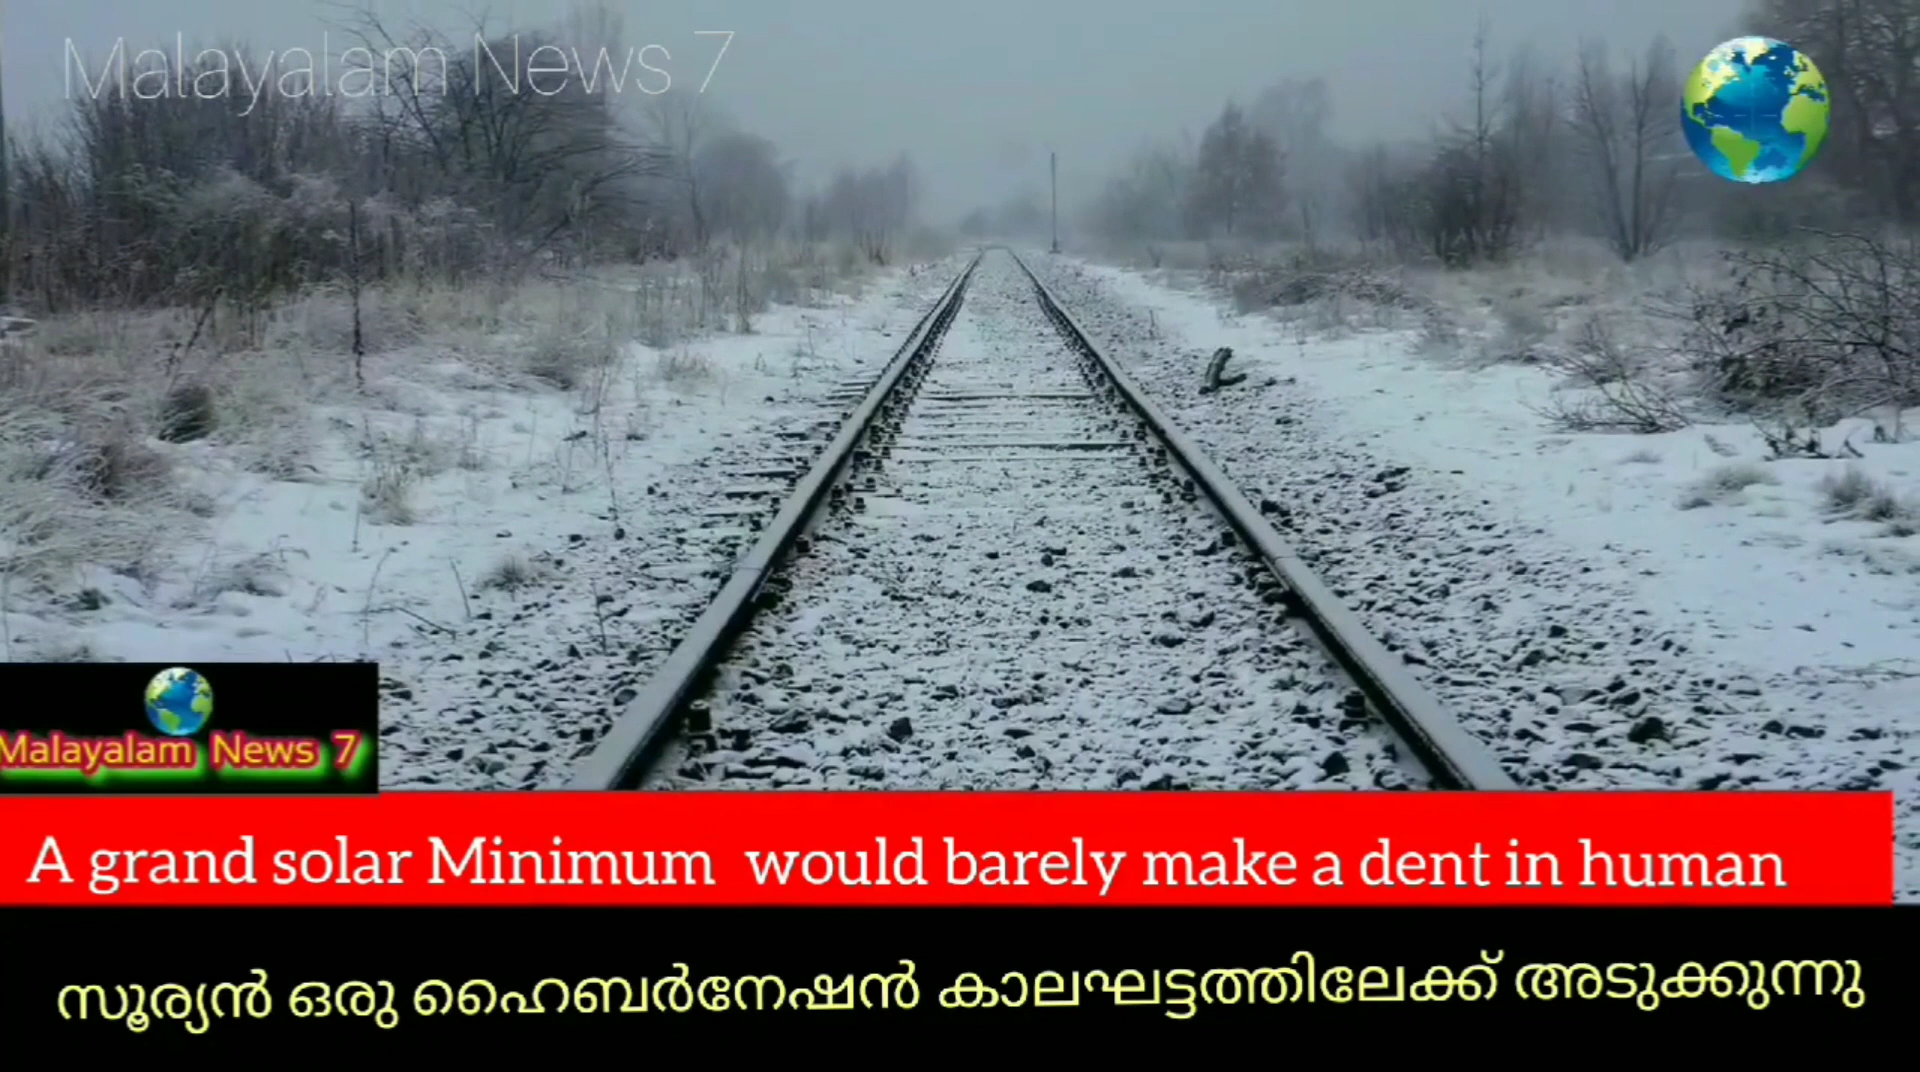 Malayalam News 7
Malayalam News 7
A grand solar Minimum would barely make a dent in human
സൂര്യൻ ഒരു ഹൈബർനേഷൻ കാലഘട്ടത്തിലേക്ക് അടുക്കുന്നു